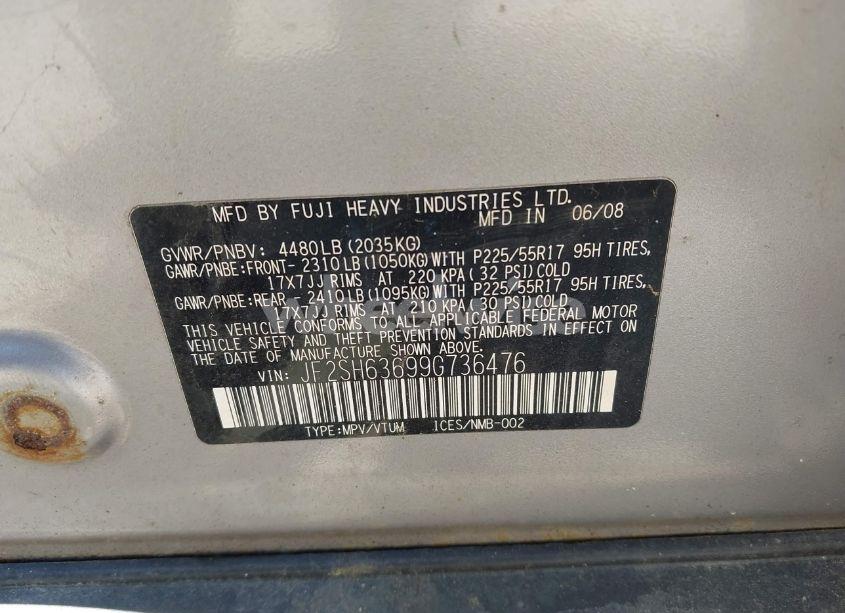 MFD BY FUJI HEAVY INDUSTRIES LTD.
MFD IN 06/08
GVWR/PNBV: 4480LB (2035KG)
GAWR/PNBE:FRONT- 2310LB (1050KG)WITH P225/55R17 95H TIRES,
17X7JJ RIMS AT 220 KPA ( 32 PSI) COLD
GAWR/PNBE:REAR - 2410LB (1095KG)WITH P225/55R17 95H TIRES,
17X7JJ RIMS AT 210 KPA (30 PSI) COLD
THIS VEHICLE CONFORMS TO ALL APPLICABLE FEDERAL MOTOR
VEHICLE SAFETY AND THEFT PREVENTION STANDARDS IN EFFECT ON
THE DATE OF MANUFACTURE SHOWN ABOVE.
VIN: JF2SH63699G736476
TYPE:MPV/VTUM ICES/NMB-002